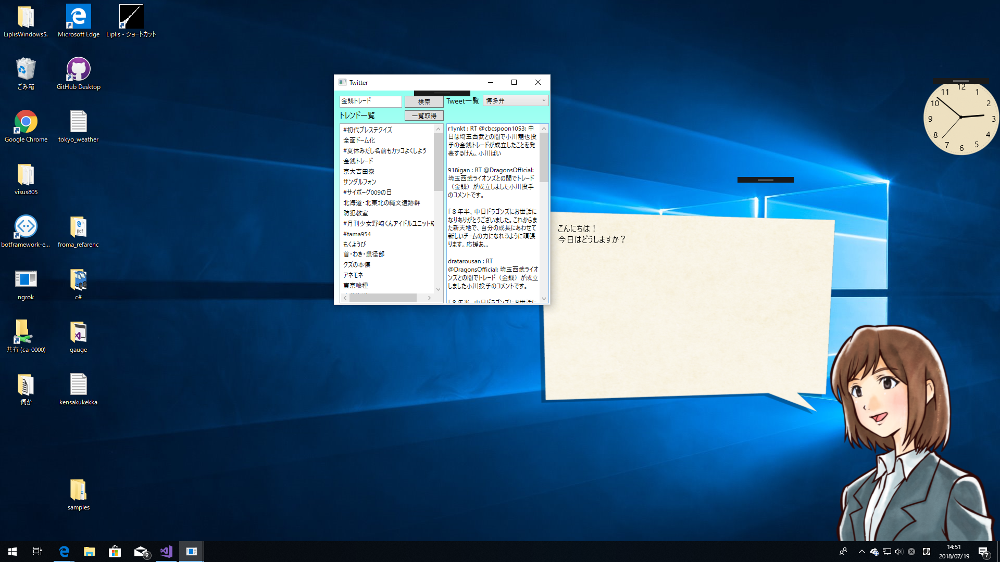 LiplisWindows5.
Microsoft Edge
Liplis - ショートカット
ごみ箱
GitHub Desktop
Google Chrome
tokyo_weather
visus805
botframework-e...
froma_refarenc
ngrok
c#
共有 (ca-0000)
gauge
伺か
kensakukekka
samples
Twitter
金銭トレード
検索
Tweet一覧
博多弁
トレンド一覧
一覧取得
#初代プレステクイズ
全面ドーム化
#夏休みだし名前もカッコよくしよう
金銭トレード
京大吉田寮
サンダルフォン
#サイボーグ009の日
北海道・北東北の縄文遺跡群
防犯教室
#月刊少女野崎くんアイドルユニット結
#tama954
もくようび
首・わき・鼠径部
クズの本懐
アネモネ
東京喰種
r1ynkt : RT @cbcspoon1053: 中
日は埼玉西武との間で小川龍也投
手の金銭トレードが成立したことを発
表するけん。小川ばい
918igan : RT @DragonsOfficial:
埼玉西武ライオンズとの間でトレード
（金銭）が成立しました小川投手
のコメントです。
「８年半、中日ドラゴンズにお世話に
なりありがとうございました。これからま
た新天地で、自分の成長にあわせて
新しいチームの力になれるように頑張
ります。応援あ...
dratarousan : RT
@DragonsOfficial: 埼玉西武ライオ
ンズとの間でトレード（金銭）が成立
しました小川投手のコメントです。
「８年半、中日ドラゴンズにお世話に
こんにちは！
今日はどうしますか？
12
1
2
3
4
5
6
7
8
9
10
11
2
14:51
2018/07/19
7